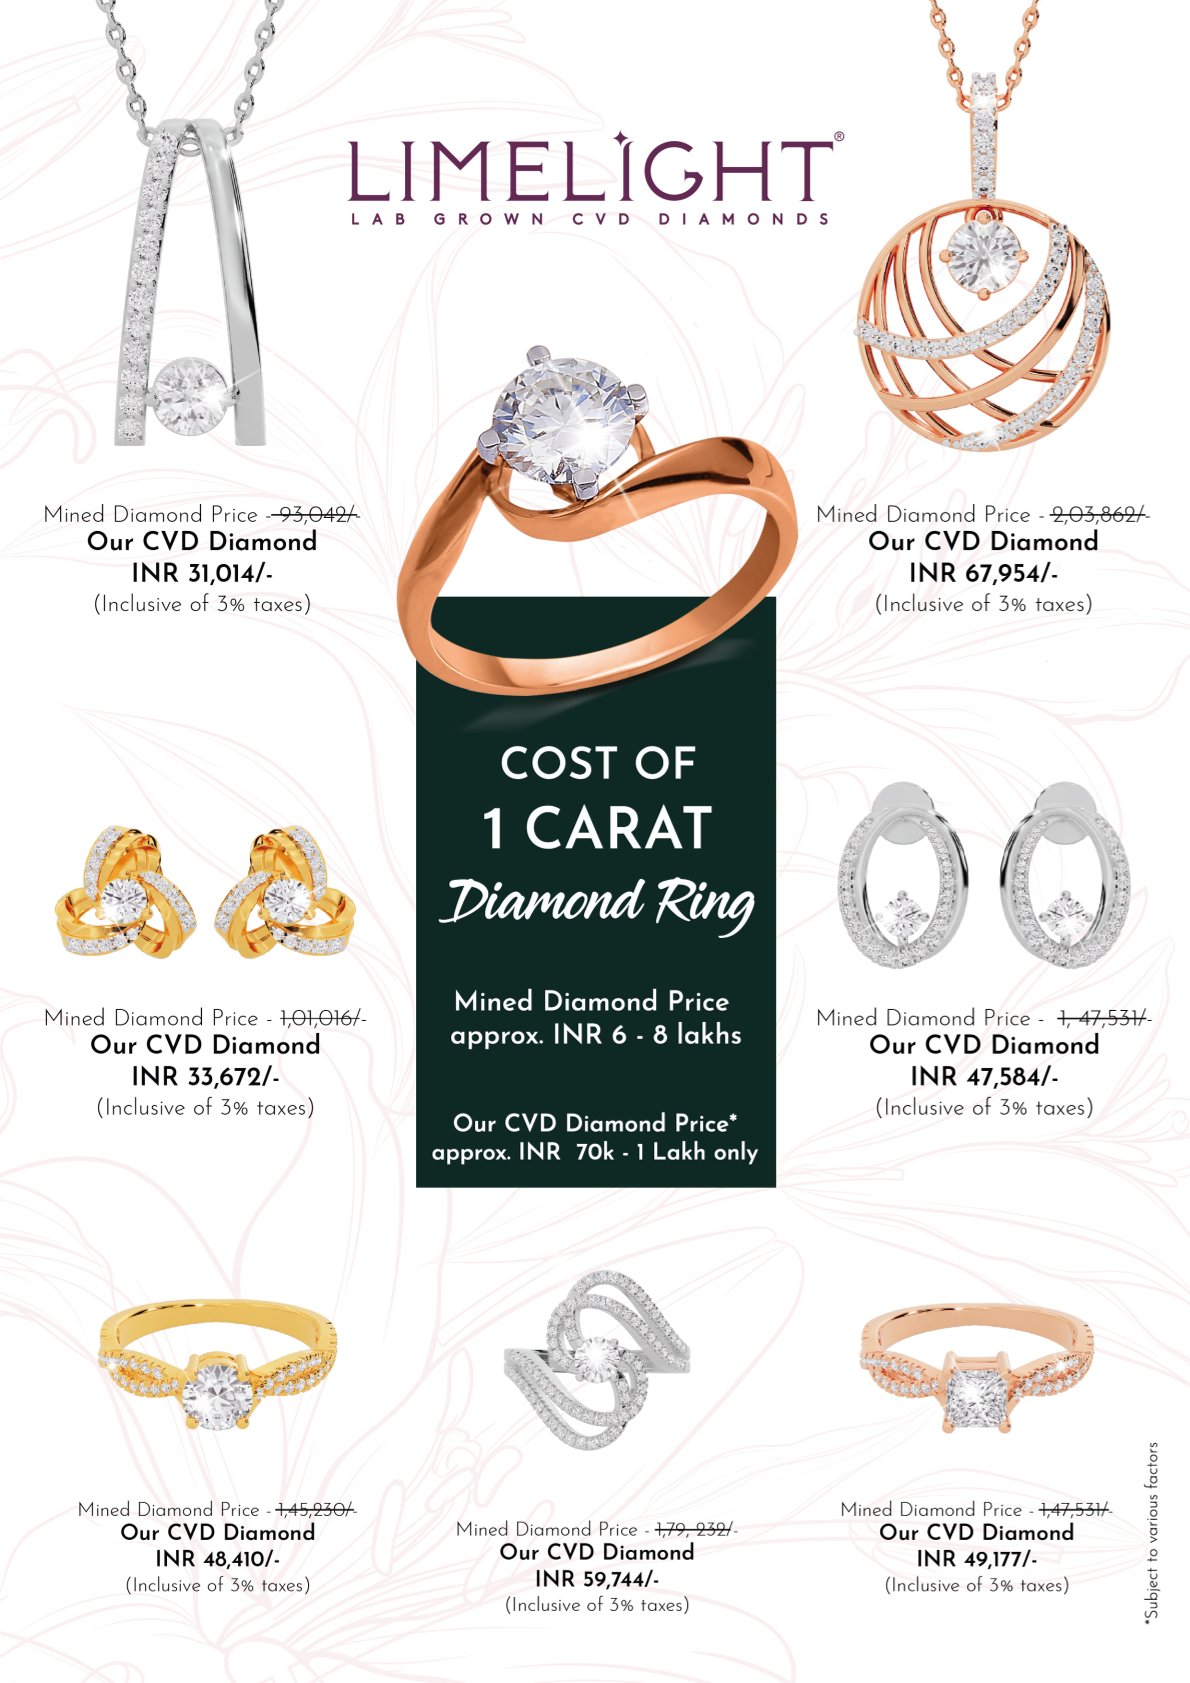 LIMELIGHT®
LAB GROWN CVD DIAMONDS
Mined Diamond Price - 93,042/-
Our CVD Diamond
INR 31,014/-
(Inclusive of 3% taxes)
Mined Diamond Price - 2,03,862/-
Our CVD Diamond
INR 67,954/-
(Inclusive of 3% taxes)
COST OF
1 CARAT
Diamond Ring
Mined Diamond Price
approx. INR 6 - 8 lakhs
Our CVD Diamond Price*
approx. INR 70k - 1 Lakh only
Mined Diamond Price - 1,01,016/-
Our CVD Diamond
INR 33,672/-
(Inclusive of 3% taxes)
Mined Diamond Price - 1, 47,531/-
Our CVD Diamond
INR 47,584/-
(Inclusive of 3% taxes)
Mined Diamond Price - 1,45,230/-
Our CVD Diamond
INR 48,410/-
(Inclusive of 3% taxes)
Mined Diamond Price - 1,79, 232/-
Our CVD Diamond
INR 59,744/-
(Inclusive of 3% taxes)
Mined Diamond Price - 1,47,531/-
Our CVD Diamond
INR 49,177/-
(Inclusive of 3% taxes)
*Subject to various factors